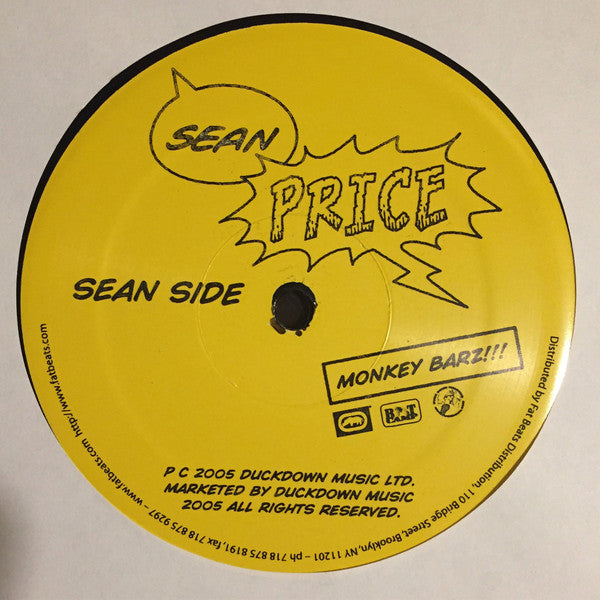 SEAN
PRICE
SEAN SIDE
MONKEY BARZ!!!
P C 2005 DUCKDOWN MUSIC LTD.
MARKETED BY DUCKDOWN MUSIC
2005 ALL RIGHTS RESERVED.
Distributed by Fat Beats Distribution, 110 Bridge Street, Brooklyn, NY 11201 – ph 718 875 8191, fax 718 875 9297 – www.fatbeats.com http://www.fatbeats.com